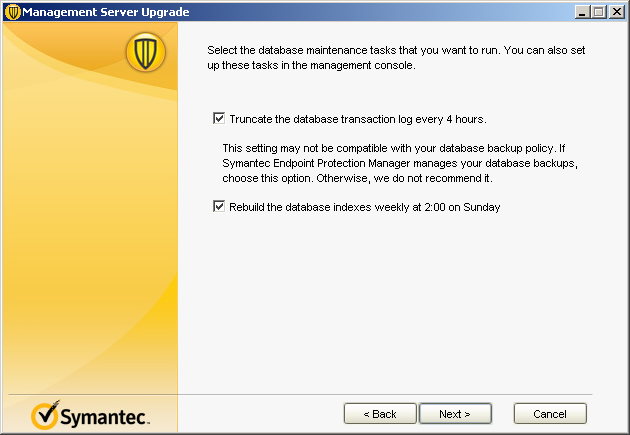 Management Server Upgrade
Select the database maintenance tasks that you want to run. You can also set
up these tasks in the management console.
Truncate the database transaction log every 4 hours.
This setting may not be compatible with your database backup policy. If
Symantec Endpoint Protection Manager manages your database backups,
choose this option. Otherwise, we do not recommend it.
Rebuild the database indexes weekly at 2:00 on Sunday
Symantec.
< Back
Next >
Cancel